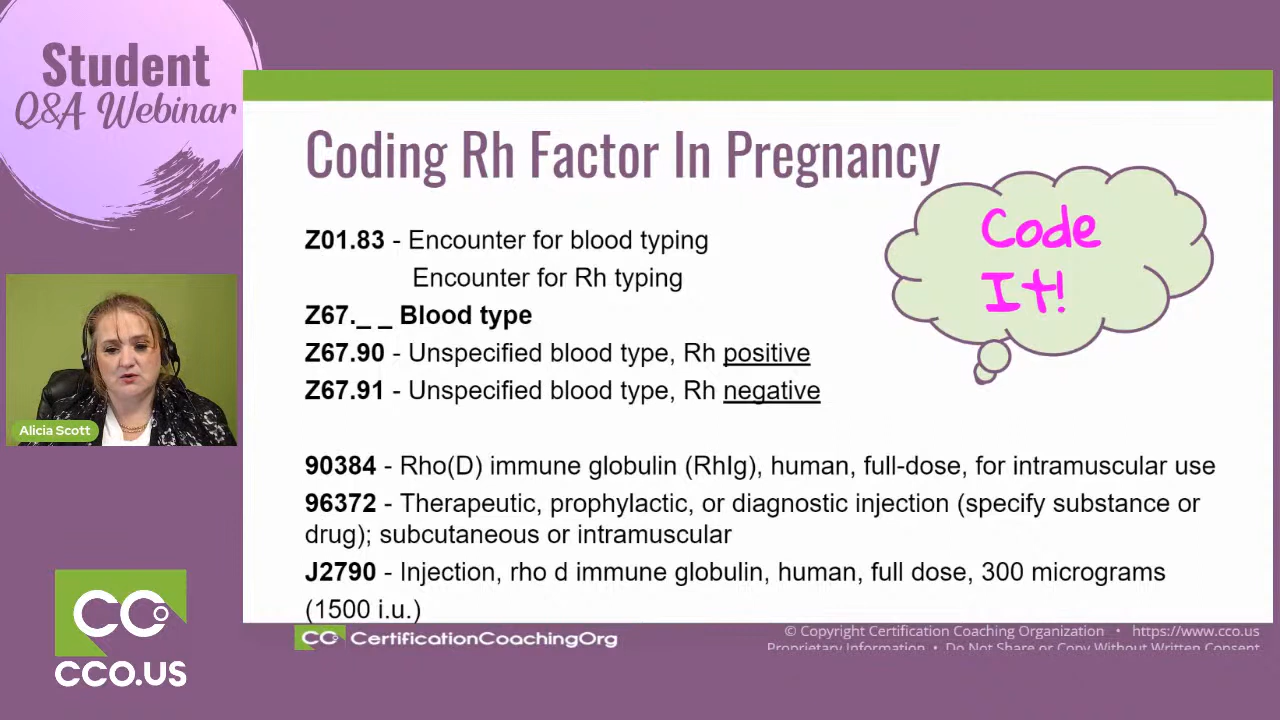 Student
Q&A Webinar
Coding Rh Factor In Pregnancy
Code
It!
Z01.83 - Encounter for blood typing
Encounter for Rh typing
Z67._ _ Blood type
Z67.90 - Unspecified blood type, Rh positive
Z67.91 - Unspecified blood type, Rh negative
90384 - Rho(D) immune globulin (RhIg), human, full-dose, for intramuscular use
96372 - Therapeutic, prophylactic, or diagnostic injection (specify substance or
drug); subcutaneous or intramuscular
J2790 - Injection, rho d immune globulin, human, full dose, 300 micrograms
(1500 i.u.)
Alicia Scott
CCO
CCO.US
CCO CertificationCoachingOrg
© Copyright Certification Coaching Organization • https://www.cco.us
Proprietary Information • Do Not Share or Copy Without Written Consent